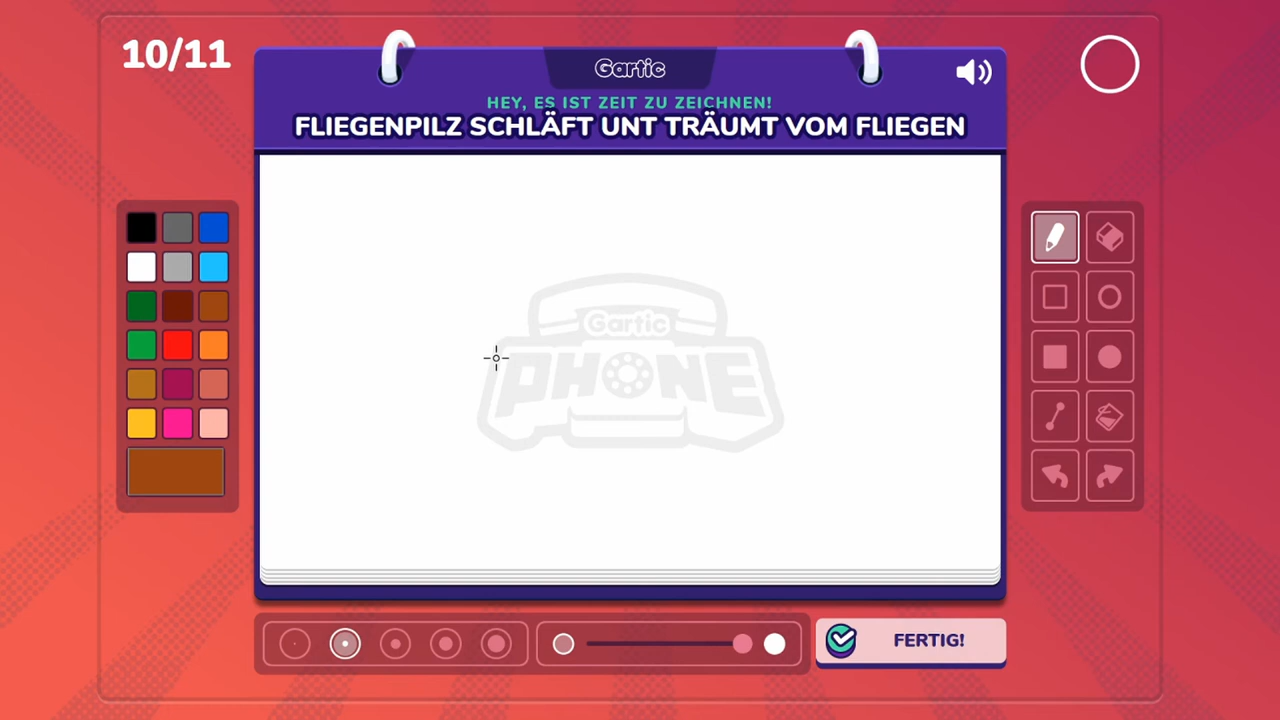 10/11
Gartic
HEY, ES IST ZEIT ZU ZEICHNEN!
FLIEGENPILZ SCHLÄFT UNT TRÄUMT VOM FLIEGEN
Gartic
PHONE
FERTIG!